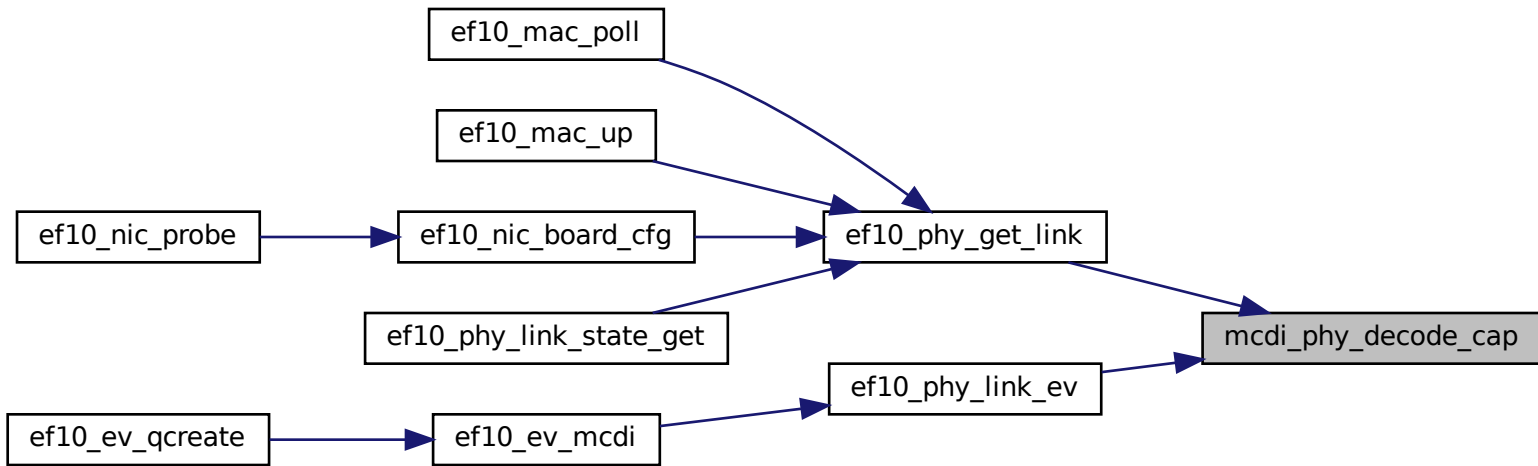 ef10_mac_poll
ef10_mac_up
ef10_nic_probe
ef10_nic_board_cfg
ef10_phy_get_link
ef10_phy_link_state_get
mcdi_phy_decode_cap
ef10_phy_link_ev
ef10_ev_qcreate
ef10_ev_mcdi